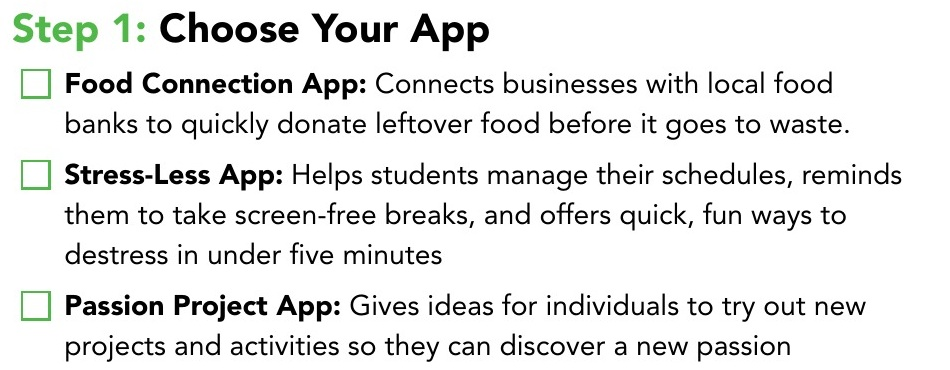 Step 1: Choose Your App
Food Connection App: Connects businesses with local food
banks to quickly donate leftover food before it goes to waste.
Stress-Less App: Helps students manage their schedules, reminds
them to take screen-free breaks, and offers quick, fun ways to
destress in under five minutes
Passion Project App: Gives ideas for individuals to try out new
projects and activities so they can discover a new passion